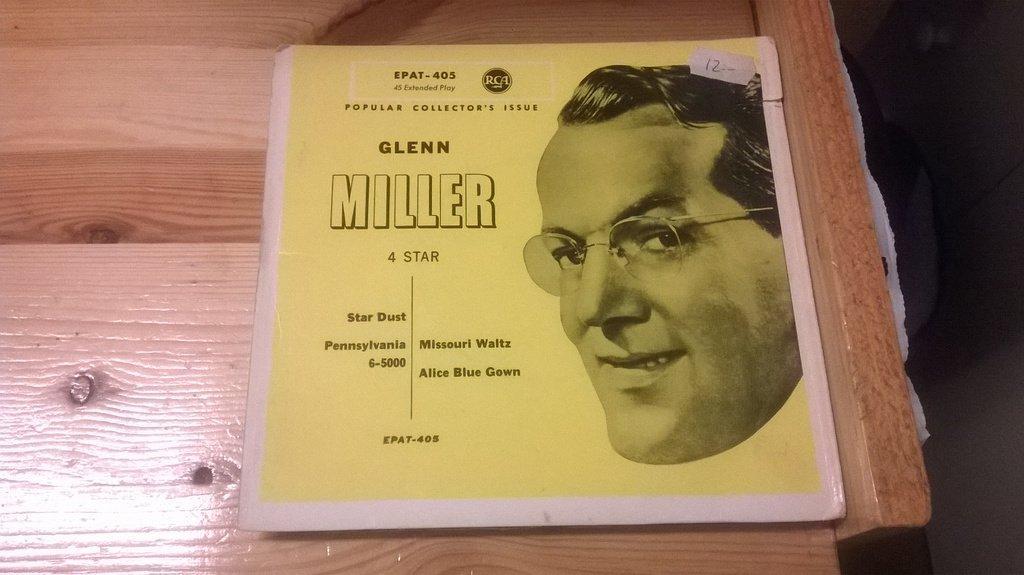 12.-
EPAT-405
RCA
45 Extended Play
POPULAR COLLECTOR'S ISSUE
GLENN
MILLER
4 STAR
Star Dust
Pennsylvania
6-5000
Missouri Waltz
Alice Blue Gown
EPAT-405